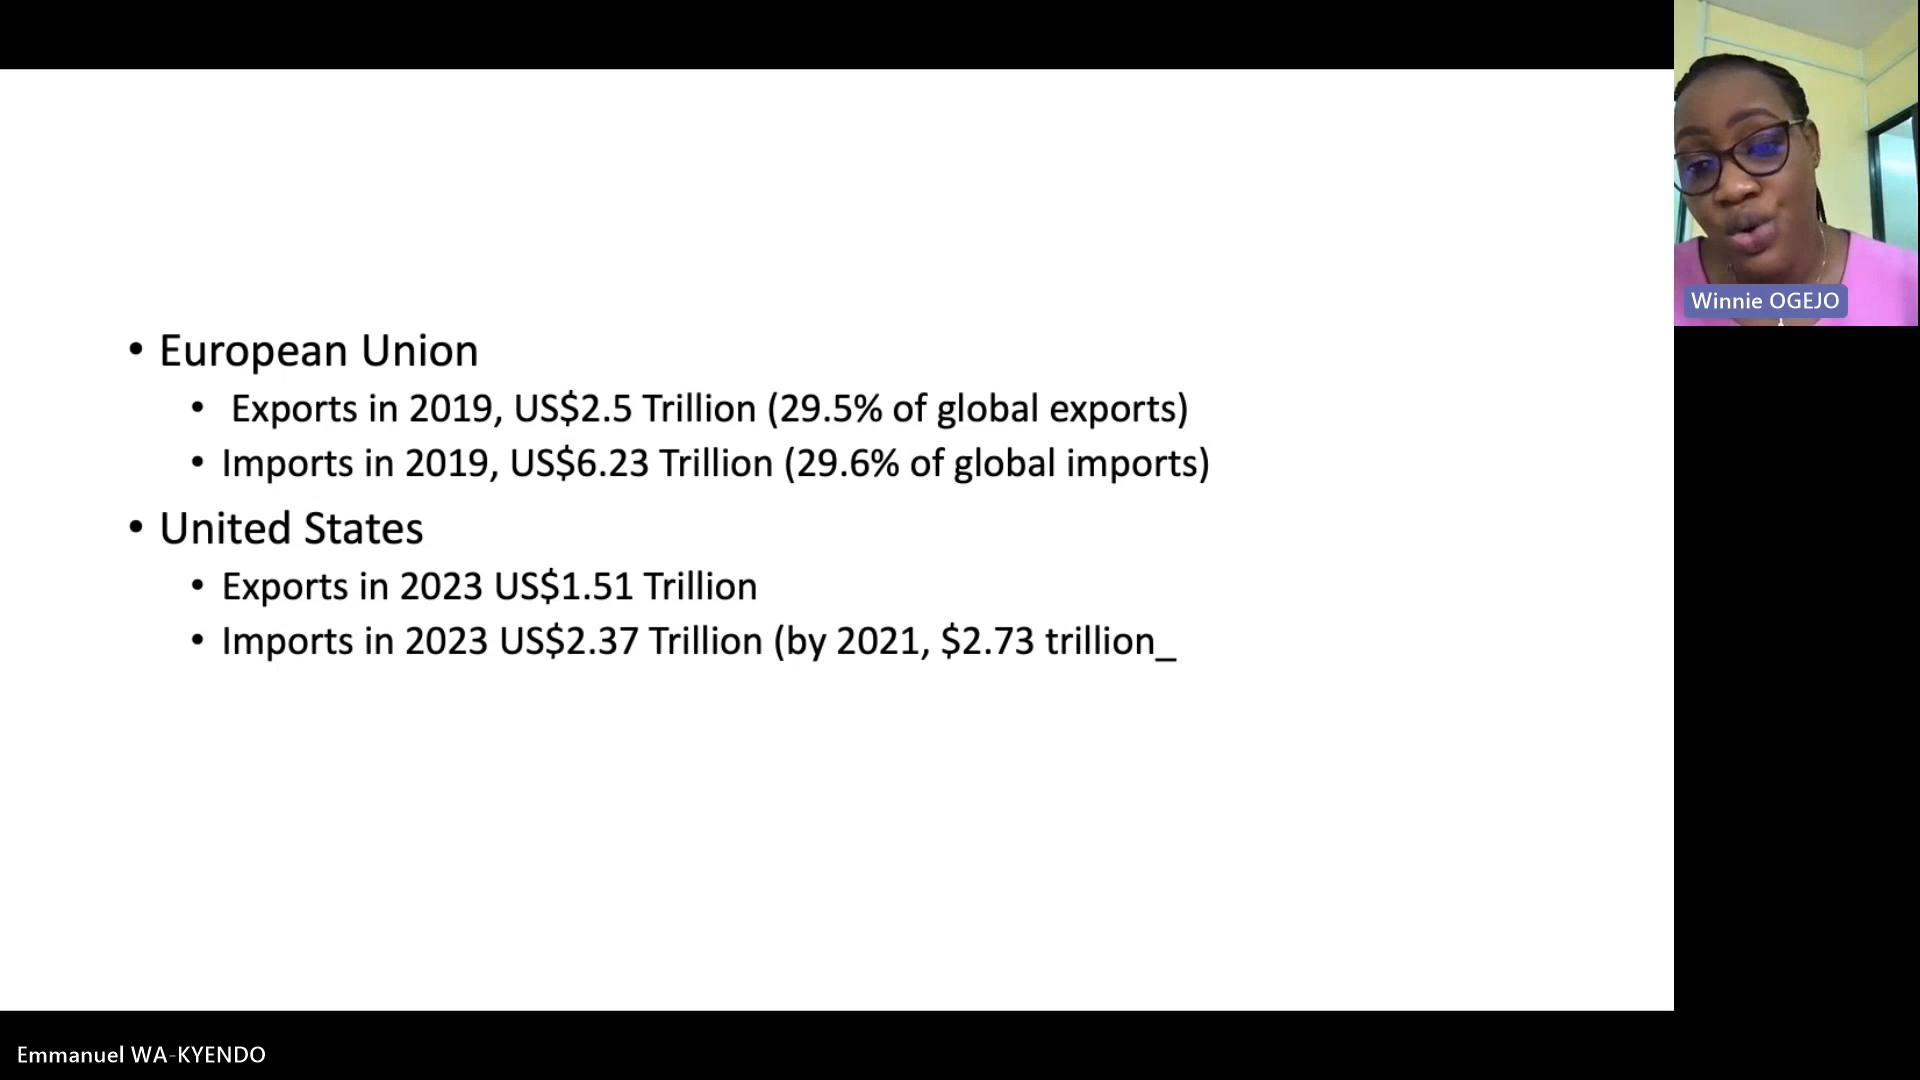 • European Union
• Exports in 2019, US$2.5 Trillion (29.5% of global exports)
• Imports in 2019, US$6.23 Trillion (29.6% of global imports)
• United States
• Exports in 2023 US$1.51 Trillion
• Imports in 2023 US$2.37 Trillion (by 2021, $2.73 trillion_
Winnie OGEJO
Emmanuel WA-KYENDO